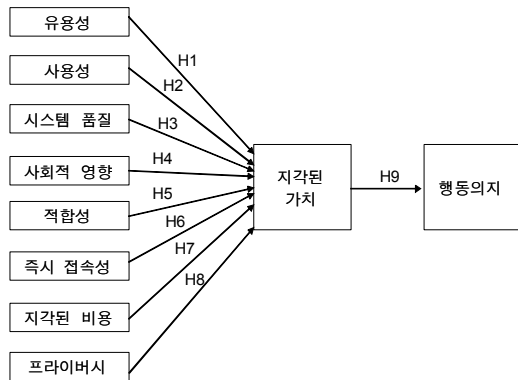 유용성
H1
사용성
H2
시스템 품질
H3
사회적 영향
H4
적합성
H5
즉시 접속성
H6
지각된 비용
H7
프라이버시
H8
지각된
가치
H9
행동의지